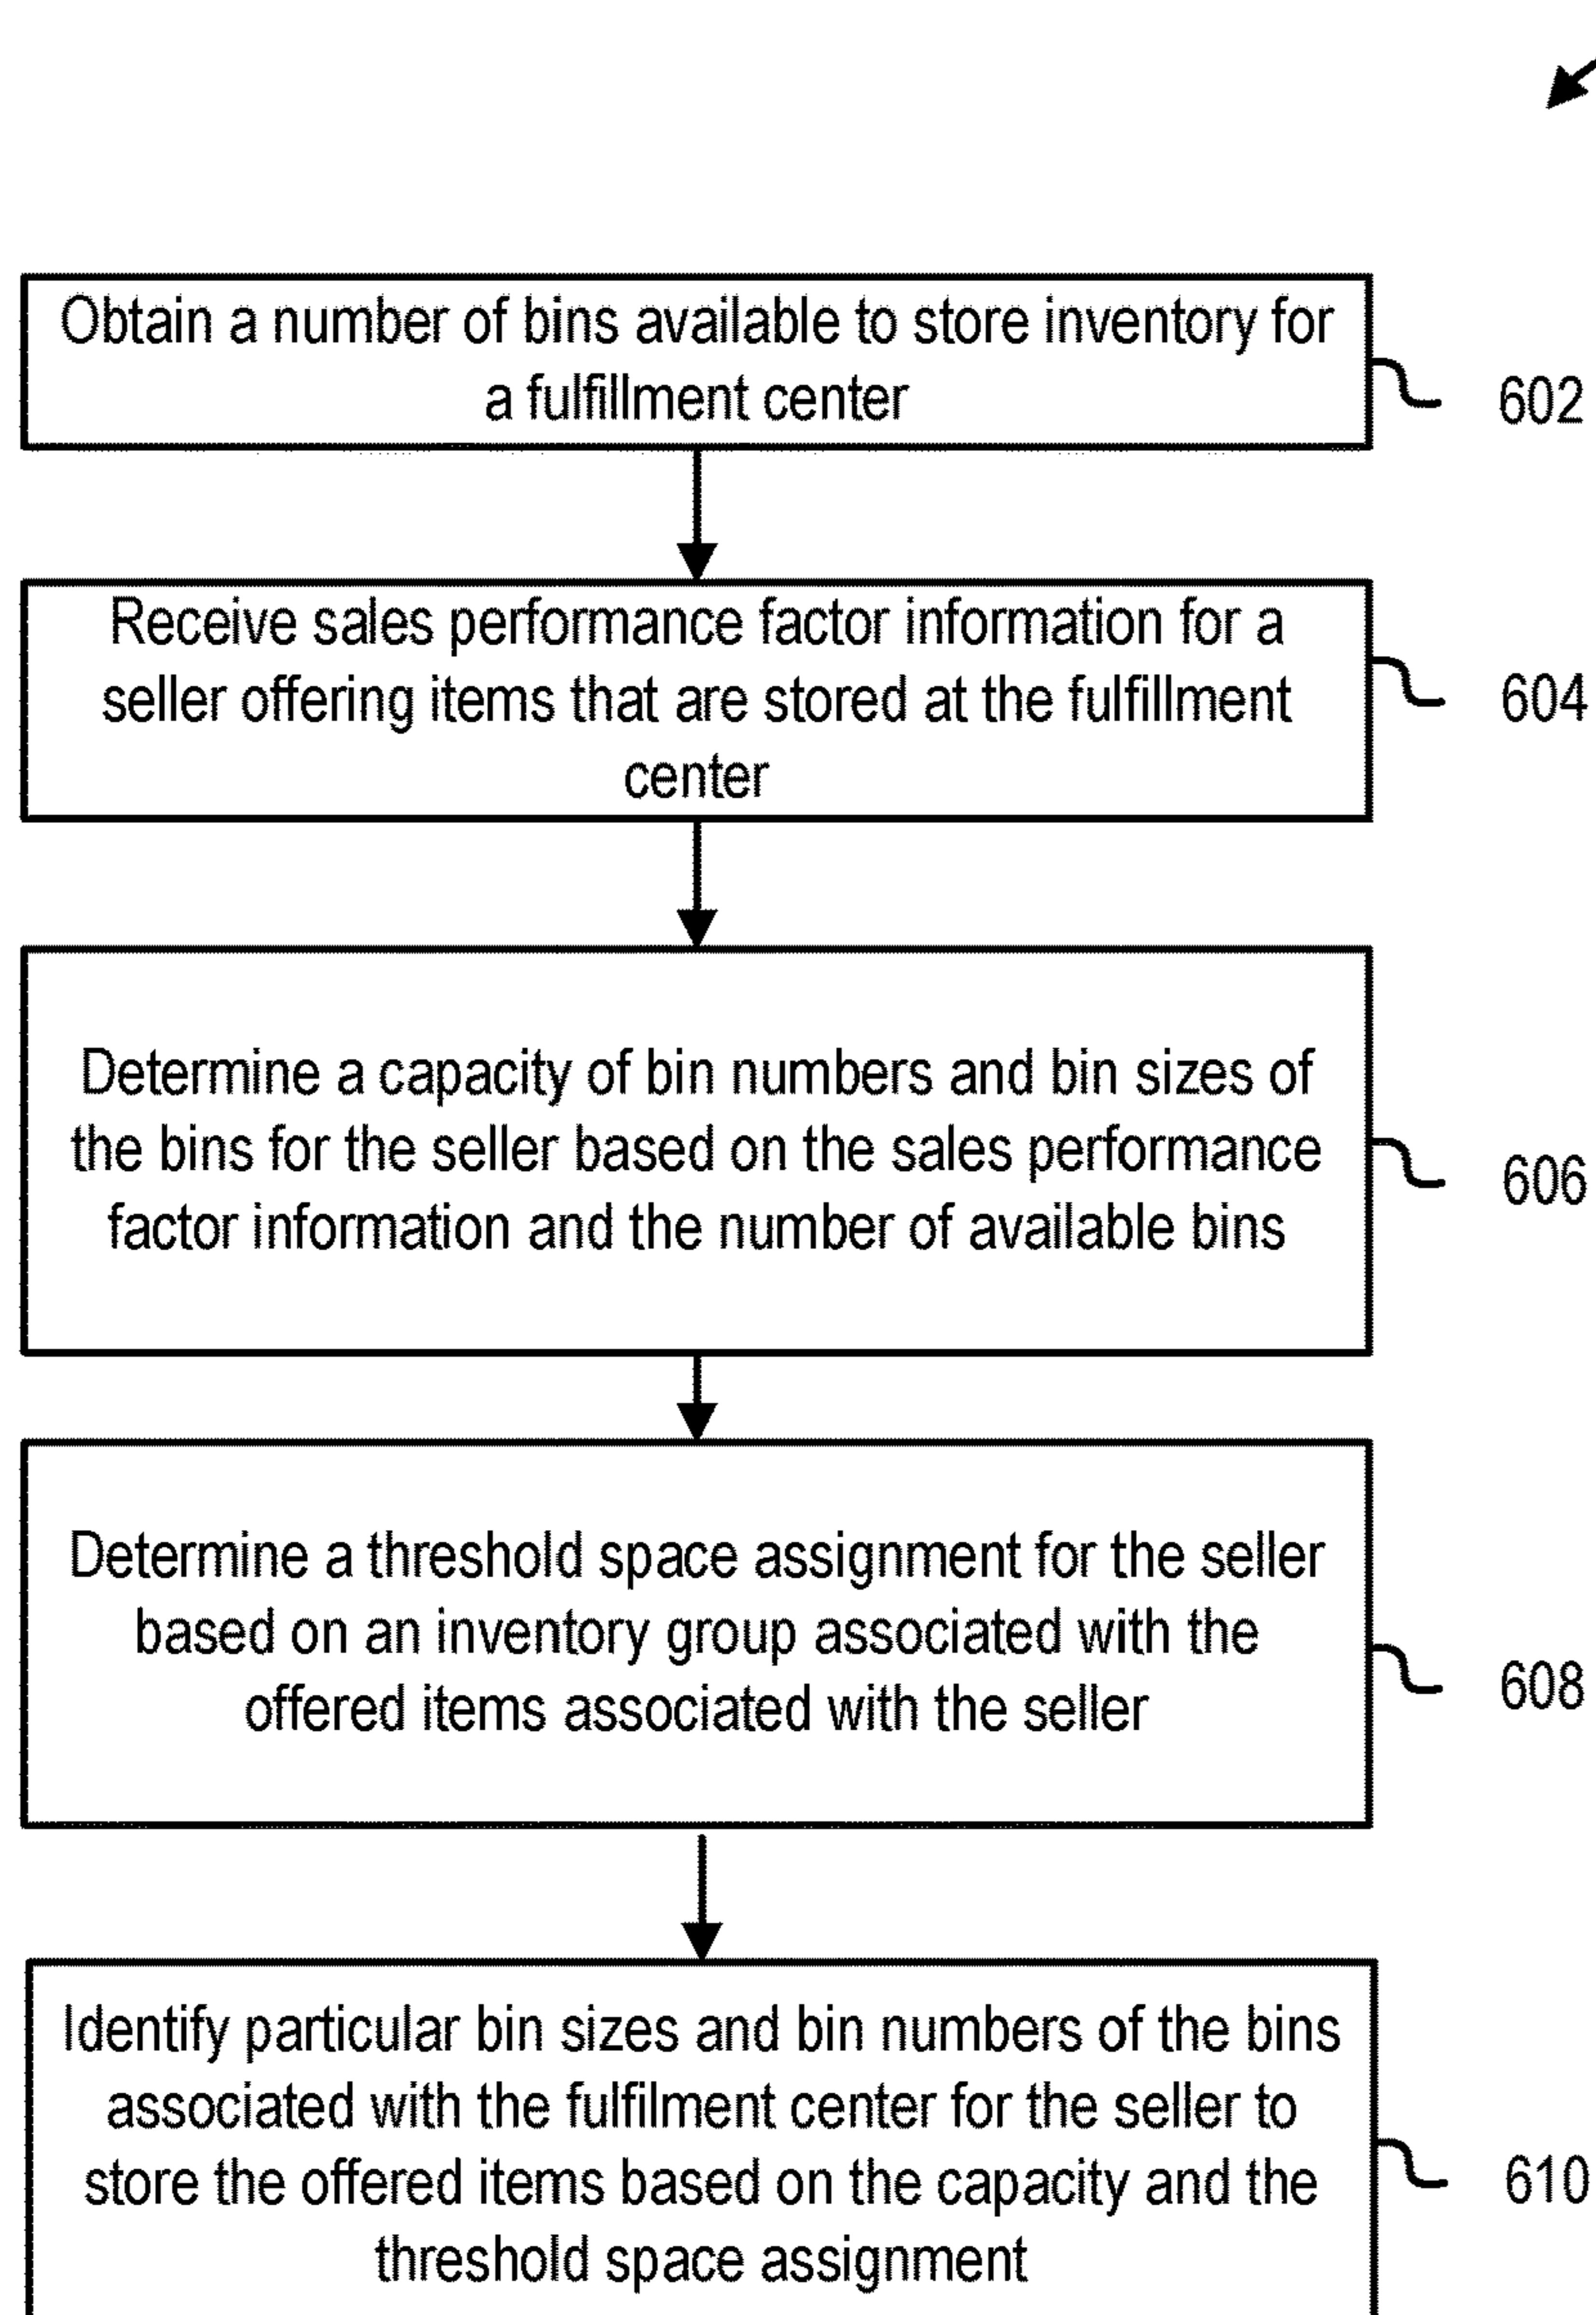 Obtain a number of bins available to store inventory for
a fulfillment center
602
Receive sales performance factor information for a
seller offering items that are stored at the fulfillment
center
604
Determine a capacity of bin numbers and bin sizes of
the bins for the seller based on the sales performance
factor information and the number of available bins
606
Determine a threshold space assignment for the seller
based on an inventory group associated with the
offered items associated with the seller
608
Identify particular bin sizes and bin numbers of the bins
associated with the fulfilment center for the seller to
store the offered items based on the capacity and the
threshold space assignment
610